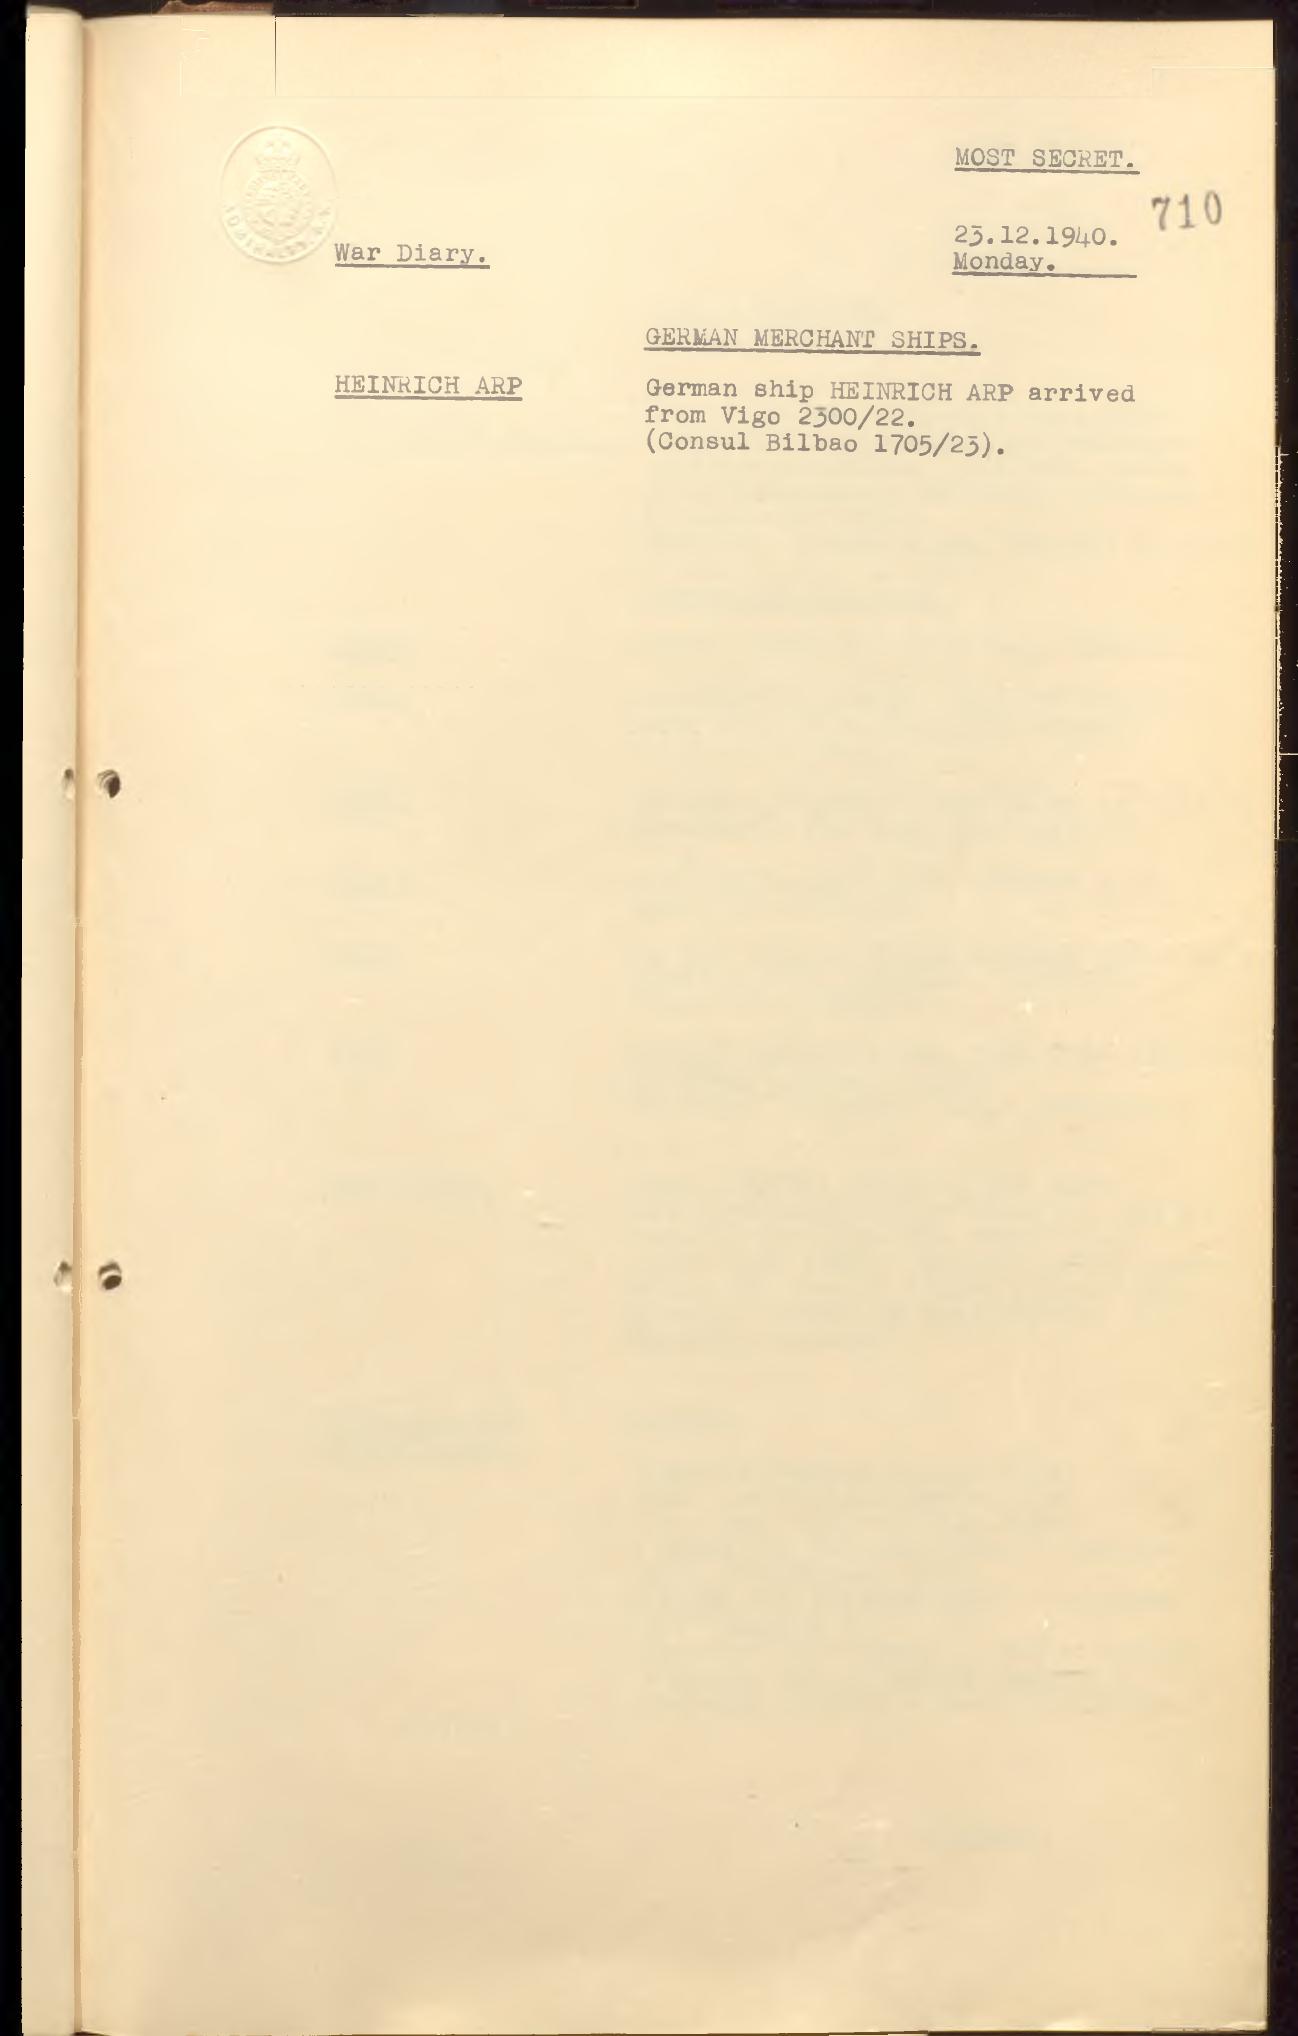 MOST SECRET.
710
War Diary.
23.12.1940.
Monday.
GERMAN MERCHANT SHIPS.
HEINRICH ARP
German ship HEINRICH ARP arrived
from Vigo 2300/22.
(Consul Bilbao 1705/23).